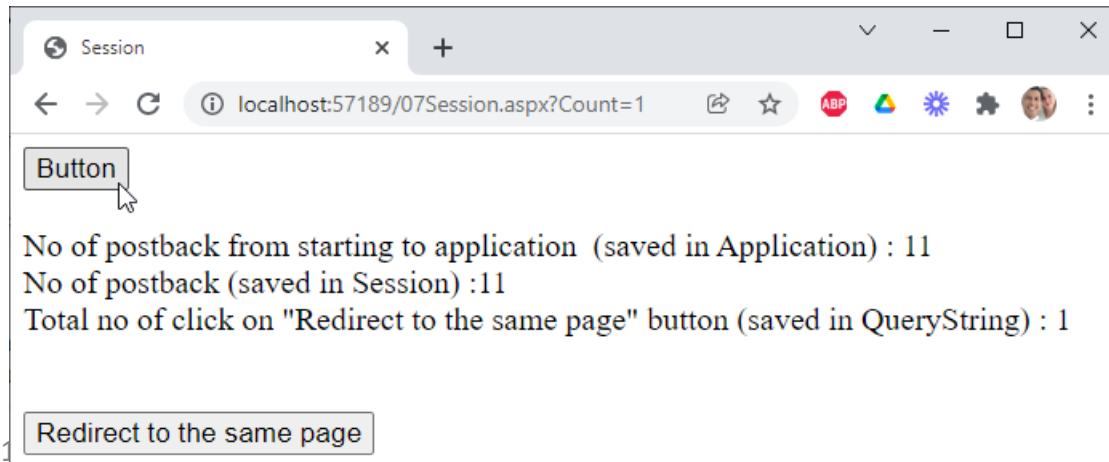 Session
localhost:57189/07Session.aspx?Count=1
ABP
Button
No of postback from starting to application  (saved in Application) : 11
No of postback (saved in Session) :11
Total no of click on "Redirect to the same page" button (saved in QueryString) : 1
Redirect to the same page
1